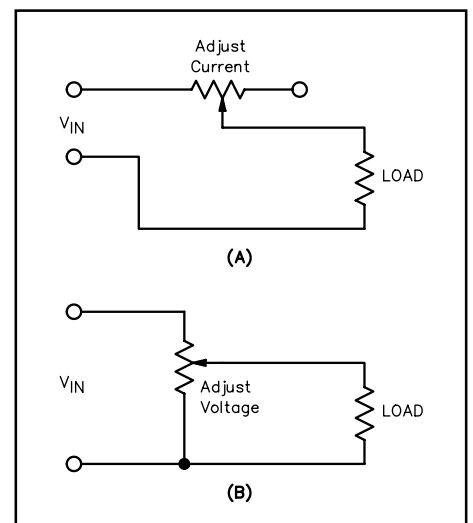 Adjust
Current
VIN
LOAD
(A)
VIN
Adjust
Voltage
LOAD
(B)